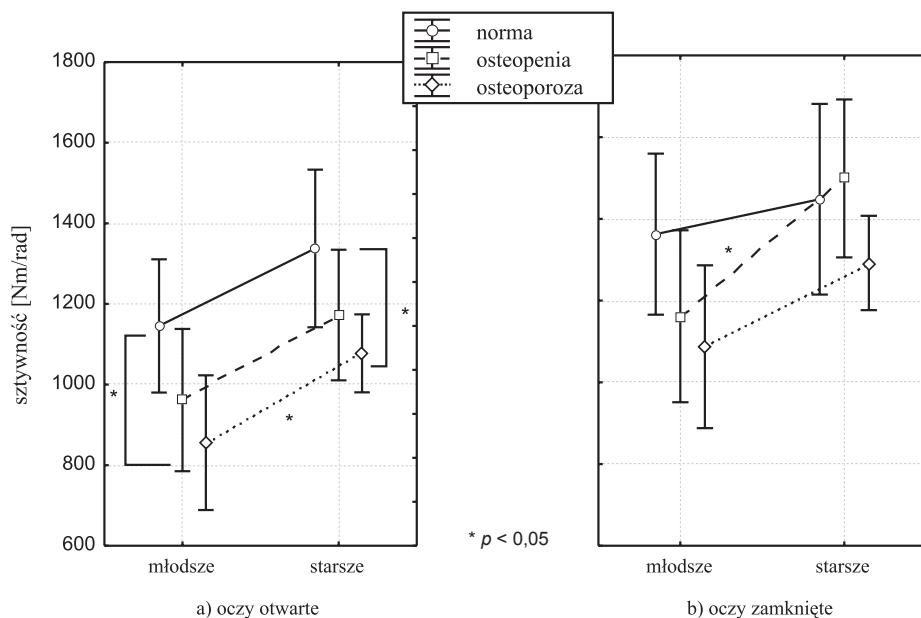 norma
osteopenia
osteoporoza
sztywność [Nm/rad]
1800
1600
1400
1200
1000
800
600
*
*
*
*
młodsze
starsze
* p < 0,05
młodsze
starsze
a) oczy otwarte
b) oczy zamknięte